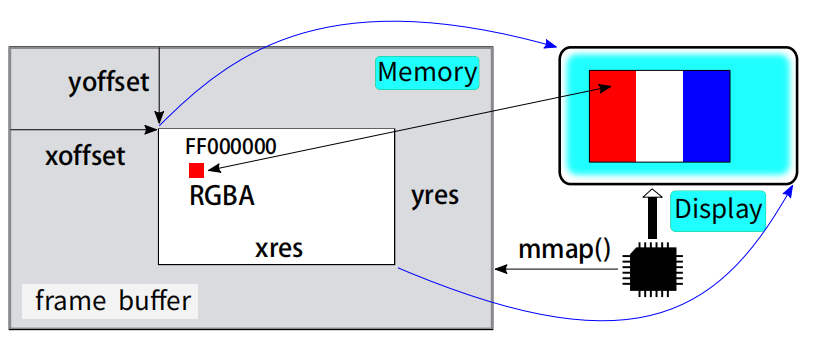 yoffset
Memory
xoffset
FF000000
RGBA
yres
xres
frame buffer
Display
mmap()